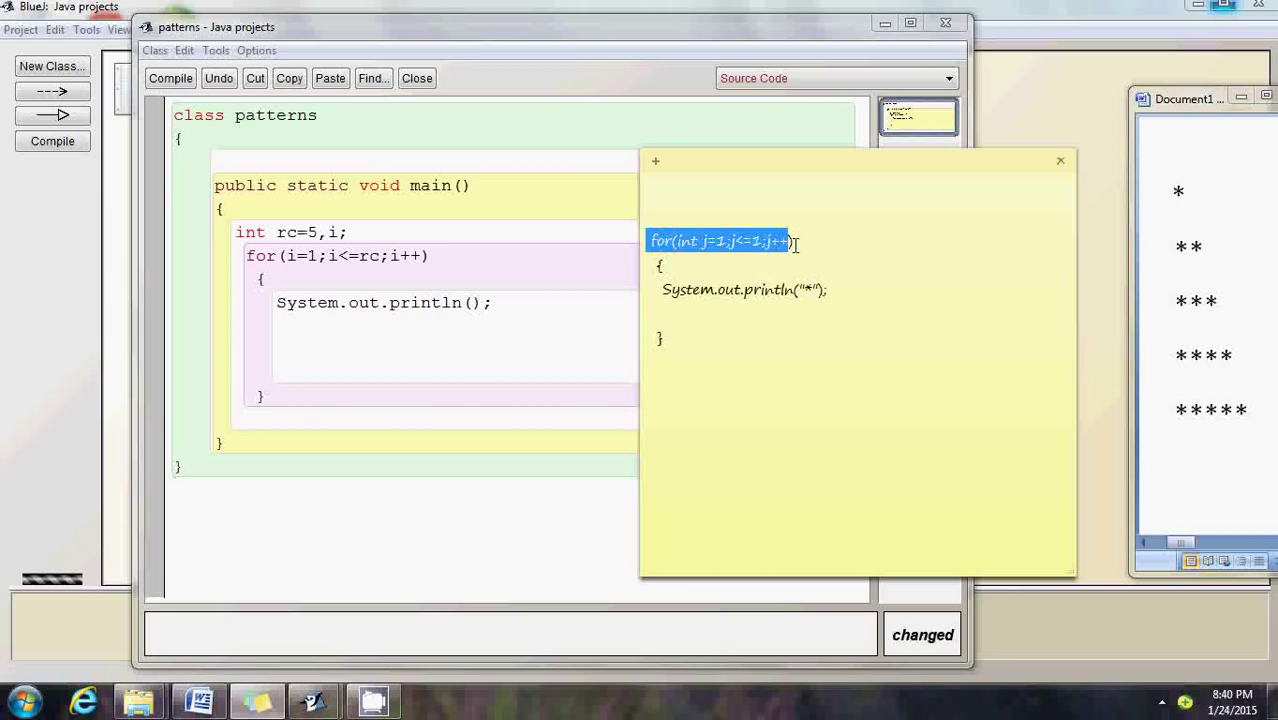 BlueJ: Java projects
Project Edit Tools View
New Class...
Compile
patterns - Java projects
Class Edit Tools Options
Compile Undo Cut Copy Paste Find... Close
Source Code
class patterns
{
public static void main()
{
int rc=5,i;
for(i=1;i<=rc;i++)
{
System.out.println();
}
}
}
changed
+
for(int j=1;j<=1;j++)
{
System.out.println("*");
}
Document1 ...
*
**
***
****
*****
8:40 PM
1/24/2015